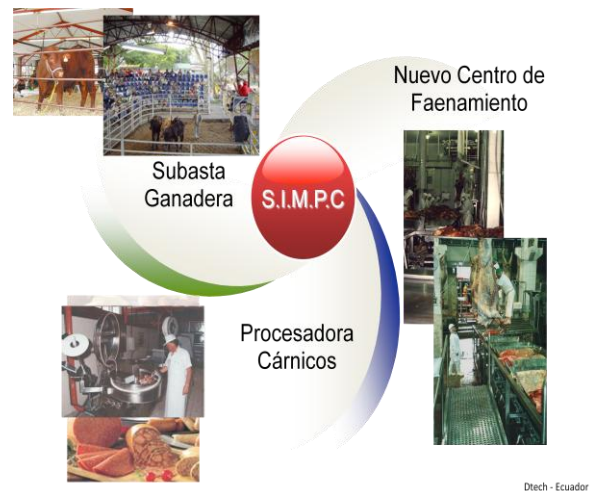 Nuevo Centro de
Faenamiento
Subasta
Ganadera
S.I.M.P.C
Procesadora
Cárnicos
Dtech - Ecuador